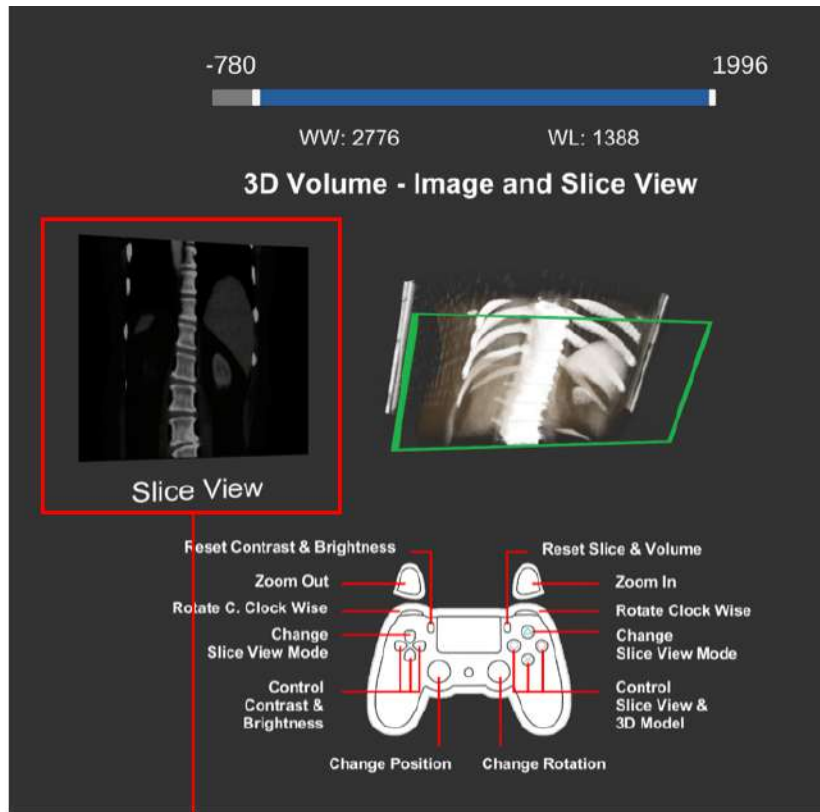 -780 1996
WW: 2776 WL: 1388
3D Volume - Image and Slice View
Slice View
Reset Contrast & Brightness
Reset Slice & Volume
Zoom Out
Zoom In
Rotate C. Clock Wise
Rotate Clock Wise
Change
Slice View Mode
Change
Slice View Mode
Control
Contrast &
Brightness
Control
Slice View &
3D Model
Change Position
Change Rotation